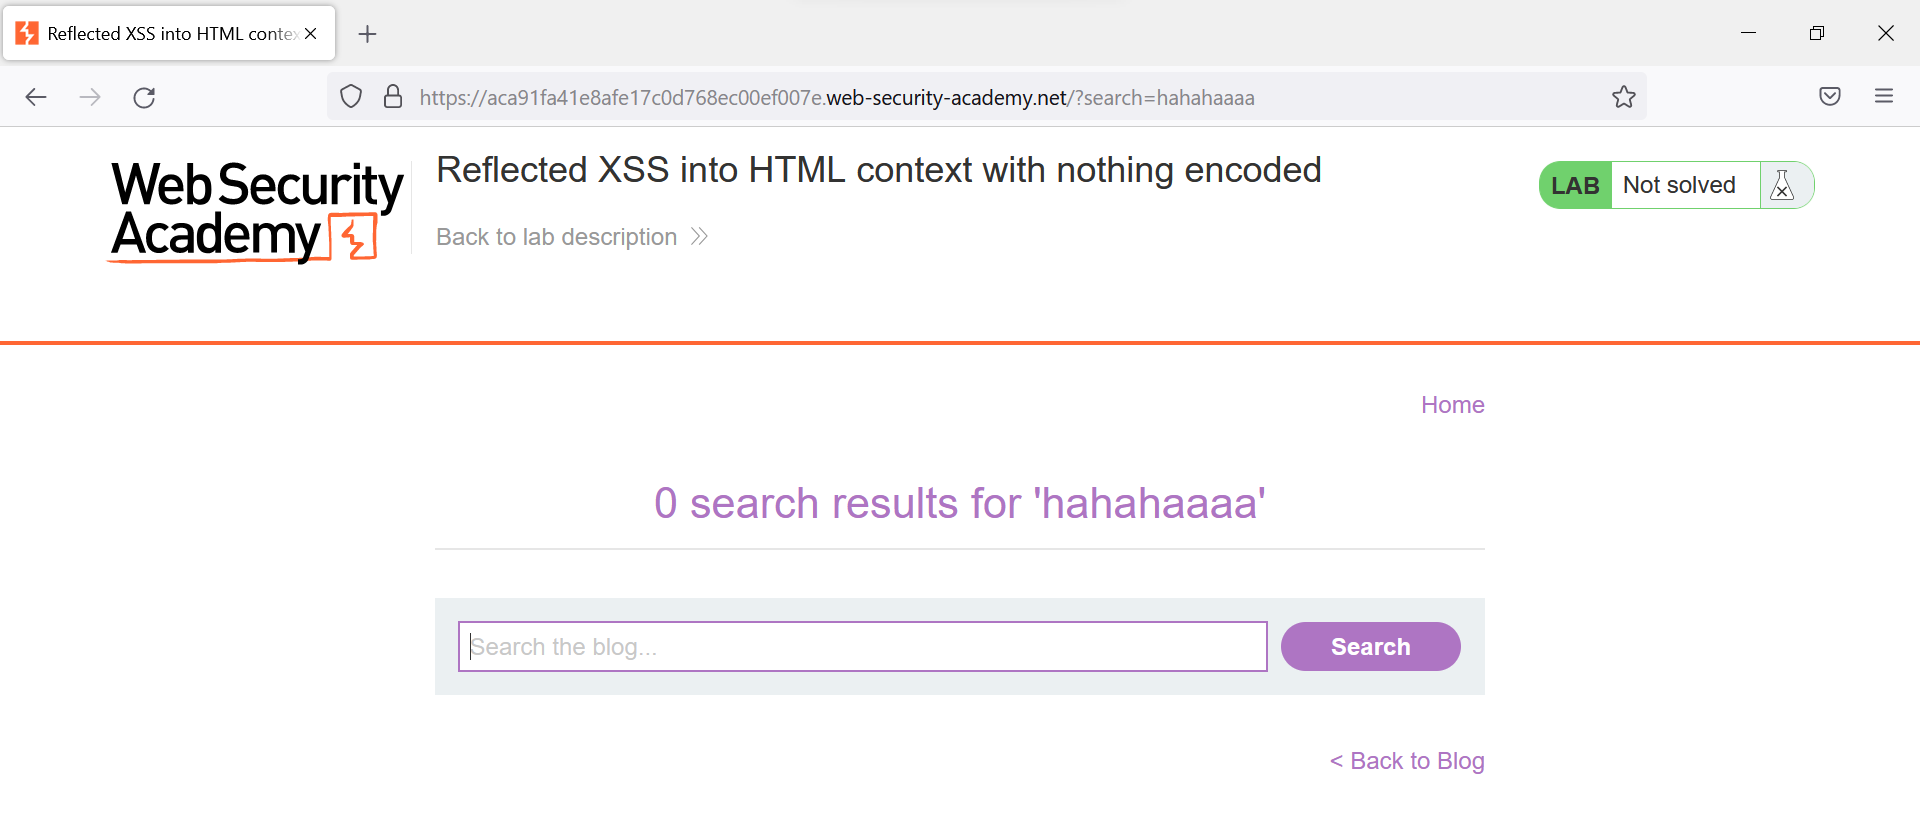 Reflected XSS into HTML contex
https://aca91fa41e8afe17c0d768ec00ef007e.web-security-academy.net/?search=hahahaaaa
Web Security
Academy
Reflected XSS into HTML context with nothing encoded
Back to lab description
LAB Not solved
Home
0 search results for 'hahahaaaa'
Search the blog...
Search
< Back to Blog